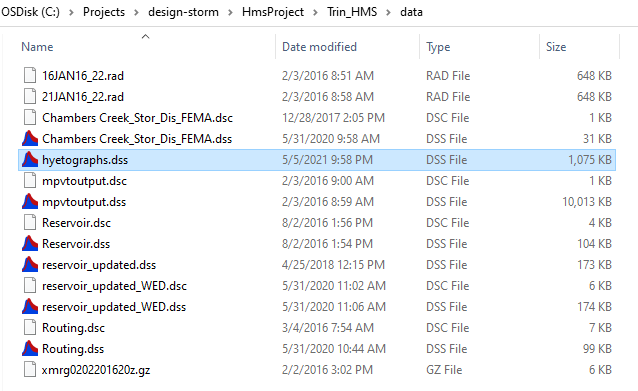 OSDisk (C:) > Projects > design-storm > HmsProject > Trin_HMS > data
Name Date modified Type Size
16JAN16_22.rad 2/3/2016 8:51 AM RAD File 648 KB
21JAN16_22.rad 2/3/2016 8:58 AM RAD File 648 KB
Chambers Creek_Stor_Dis_FEMA.dsc 12/28/2017 2:05 PM DSC File 1 KB
Chambers Creek_Stor_Dis_FEMA.dss 5/31/2020 9:58 AM DSS File 31 KB
hyetographs.dss 5/5/2021 9:58 PM DSS File 1,075 KB
mpvtoutput.dsc 2/3/2016 9:00 AM DSC File 1 KB
mpvtoutput.dss 2/3/2016 8:59 AM DSS File 10,013 KB
Reservoir.dsc 8/2/2016 1:56 PM DSC File 4 KB
Reservoir.dss 8/2/2016 1:54 PM DSS File 104 KB
reservoir_updated.dss 4/25/2018 12:15 PM DSS File 173 KB
reservoir_updated_WED.dsc 5/31/2020 11:02 AM DSC File 6 KB
reservoir_updated_WED.dss 5/31/2020 11:06 AM DSS File 174 KB
Routing.dsc 3/4/2016 7:54 AM DSC File 7 KB
Routing.dss 5/31/2020 10:44 AM DSS File 99 KB
xmrg0202201620z.gz 2/2/2016 3:02 PM GZ File 6 KB